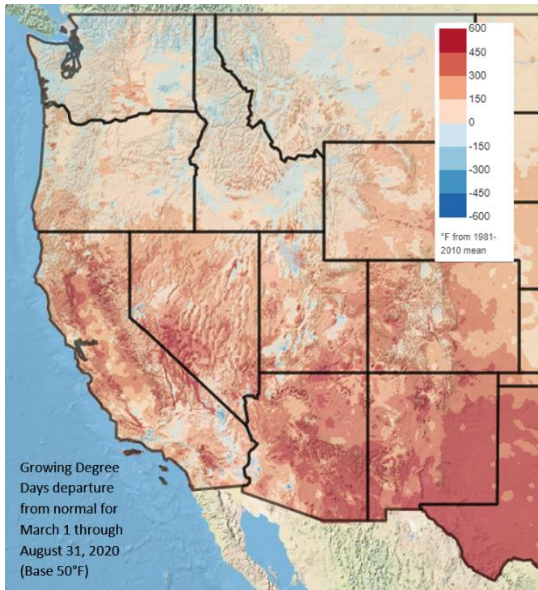 600
450
300
150
0
-150
-300
-450
-600
°F from 1981-
2010 mean
Growing Degree
Days departure
from normal for
March 1 through
August 31, 2020
(Base 50°F)